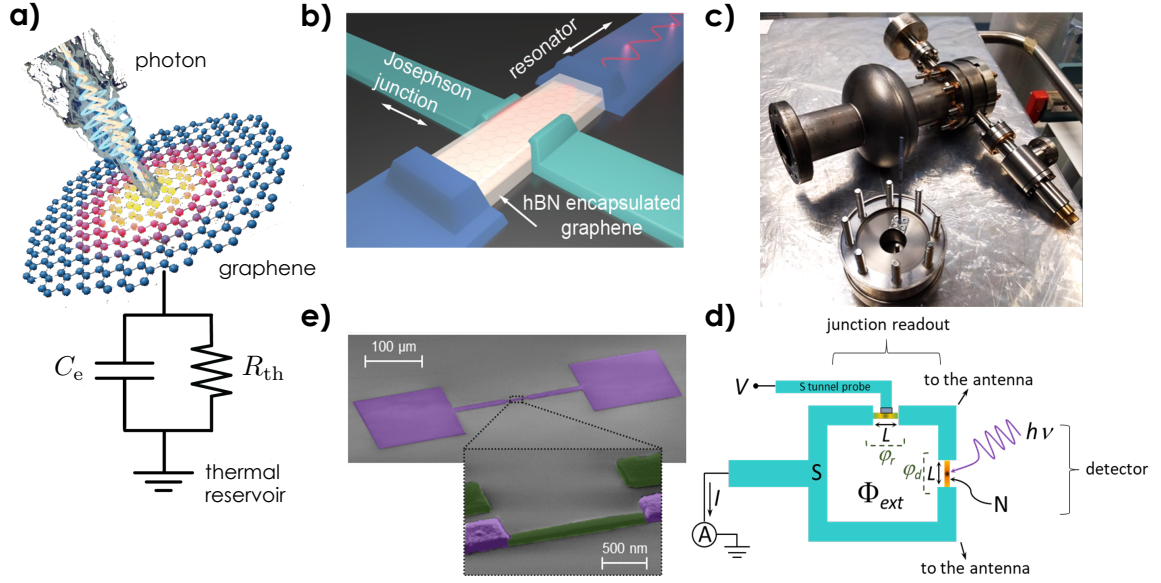 a)
photon
graphene
C_e
R_th
thermal
reservoir
b)
Josephson
junction
resonator
hBN encapsulated
graphene
c)
e)
100 µm
500 nm
d)
junction readout
V
S tunnel probe
to the antenna
L
φ_r
hν
S
φ_d
L
detector
Φ_ext
N
I
A
to the antenna